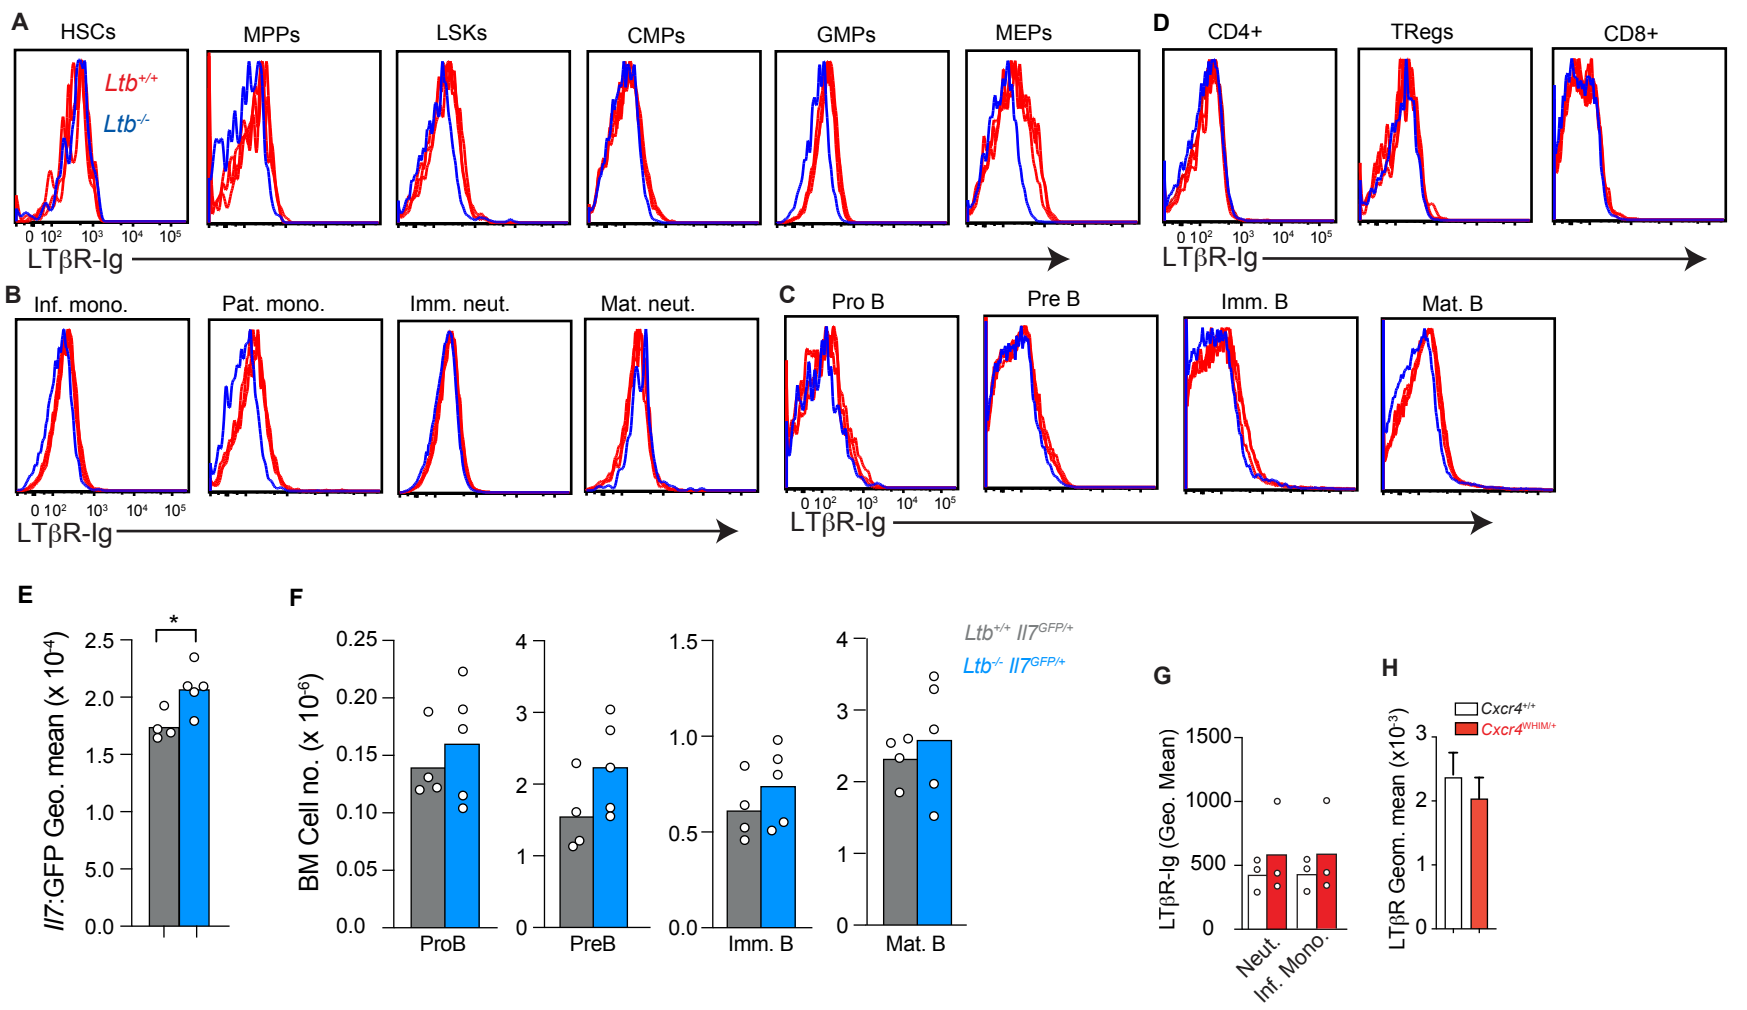 A
HSCs MPPs LSKs CMPs GMPs MEPs
Ltb+/+
Ltb-/-
0 10² 10³ 10⁴ 10⁵
LTβR-Ig
D
CD4+ TRegs CD8+
0 10² 10³ 10⁴ 10⁵
LTβR-Ig
B
Inf. mono. Pat. mono. Imm. neut. Mat. neut.
0 10² 10³ 10⁴ 10⁵
LTβR-Ig
C
Pro B Pre B Imm. B Mat. B
0 10² 10³ 10⁴ 10⁵
LTβR-Ig
E
Il7:GFP Geo. mean (x 10⁻⁴)
2.5
2.0
1.5
1.0
5.0
0.0
*
F
BM Cell no. (x 10⁻⁶)
0.25
0.20
0.15
0.10
0.05
0.0
ProB
4
3
2
1
0
PreB
1.5
1.0
0.5
0.0
Imm. B
4
3
2
1
0
Mat. B
Ltb+/+ Il7GFP/+
Ltb-/- Il7GFP/+
G
LTβR-Ig (Geo. Mean)
1500
1000
500
0
Neut.
Inf. Mono.
H
Cxcr4+/+
Cxcr4WHIM/+
LTβR Geom. mean (x10⁻³)
3
2
1
0